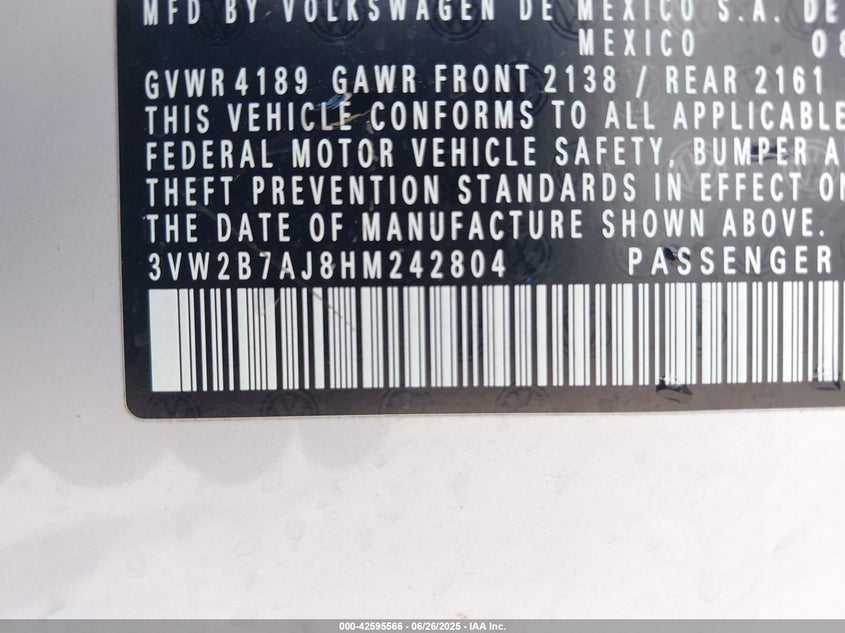 MFD BY VOLKSWAGEN DE MEXICO S.A. DE
MEXICO 08
GVWR 4189 GAWR FRONT 2138 / REAR 2161
THIS VEHICLE CONFORMS TO ALL APPLICABLE
FEDERAL MOTOR VEHICLE SAFETY, BUMPER A
THEFT PREVENTION STANDARDS IN EFFECT ON
THE DATE OF MANUFACTURE SHOWN ABOVE.
3VW2B7AJ8HM242804 PASSENGER
000-42595566 - 06/26/2025 - IAA Inc.